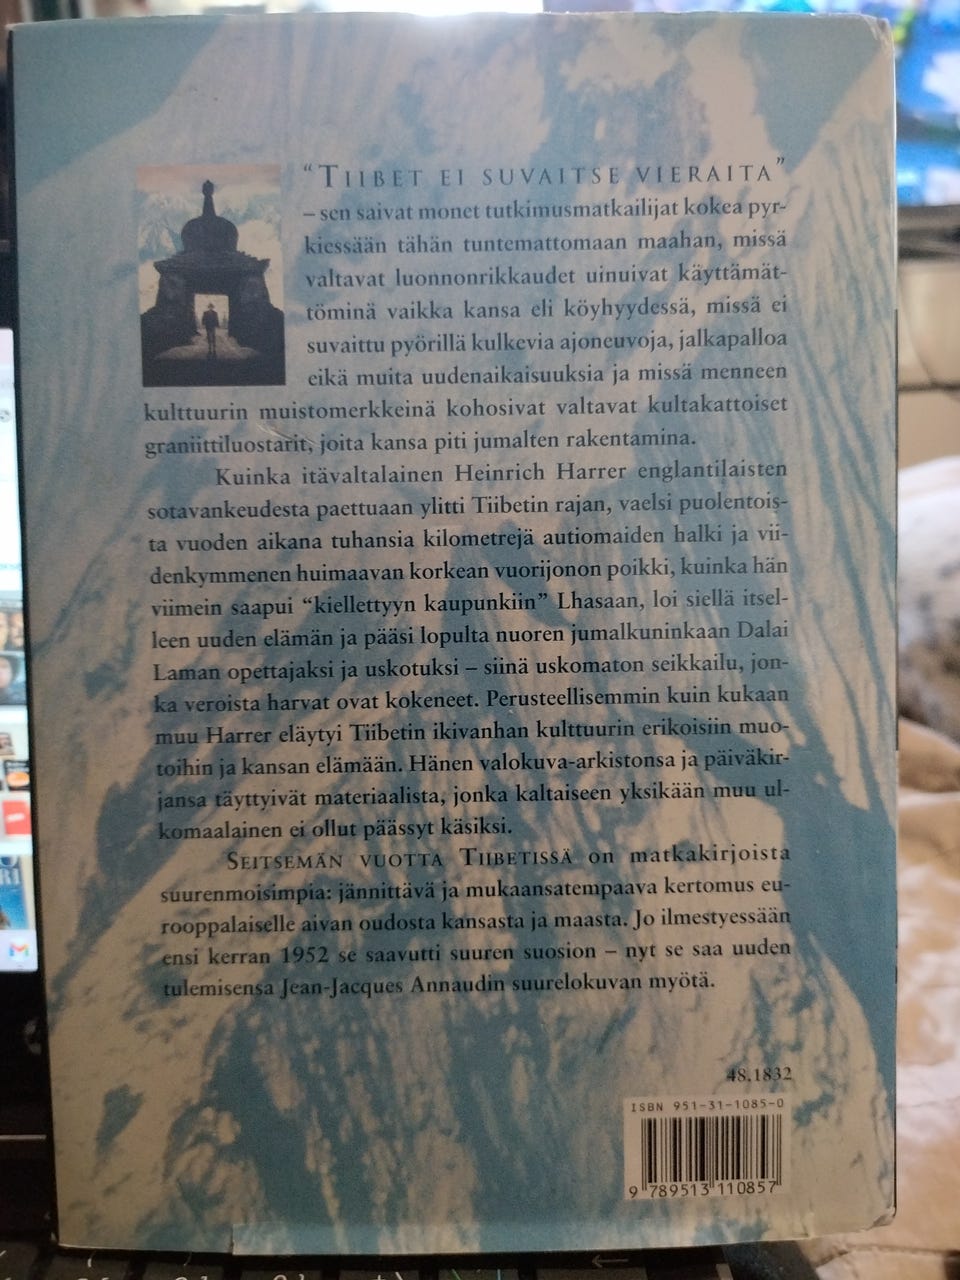 “TIIBET EI SUVAITSE VIERAITA”
– sen saivat monet tutkimusmatkailijat kokea pyr-
kiessään tähän tuntemattomaan maahan, missä
valtavat luonnonrikkaudet uinuivat käyttämät-
töminä vaikka kansa eli köyhyydessä, missä ei
suvaittu pyörillä kulkevia ajoneuvoja, jalkapalloa
eikä muita uudenaikaisuuksia ja missä menneen
kulttuurin muistomerkkeinä kohosivat valtavat kultakattoiset
graniittiluostarit, joita kansa piti jumalten rakentamina.
Kuinka itävaltalainen Heinrich Harrer englantilaisten
sotavankeudesta paettuaan ylitti Tiibetin rajan, vaelsi puolentois-
ta vuoden aikana tuhansia kilometrejä autiomaiden halki ja vii-
denkymmenen huimaavan korkean vuorijonon poikki, kuinka hän
viimein saapui “kiellettyyn kaupunkiin” Lhasaan, loi siellä itsel-
leen uuden elämän ja pääsi lopulta nuoren jumalkuninkaan Dalai
Laman opettajaksi ja uskotuksi – siinä uskomaton seikkailu, jon-
ka veroista harvat ovat kokeneet. Perusteellisemmin kuin kukaan
muu Harrer eläytyi Tiibetin ikivanhan kulttuurin erikoisiin muo-
toihin ja kansan elämään. Hänen valokuva-arkistonsa ja päiväkir-
jansa täyttyivät materiaalista, jonka kaltaiseen yksikään muu ul-
komaalainen ei ollut päässyt käsiksi.
SEITSEMÄN VUOTTA TIIBETISSÄ on matkakirjoista
suurenmoisimpia: jännittävä ja mukaansatempaava kertomus eu-
rooppalaiselle aivan oudosta kansasta ja maasta. Jo ilmestyessään
ensi kerran 1952 se saavutti suuren suosion – nyt se saa uuden
tulemisensa Jean-Jacques Annaudin suurelokuvan myötä.
48.1832
ISBN 951-31-1085-0
9 789513 110857